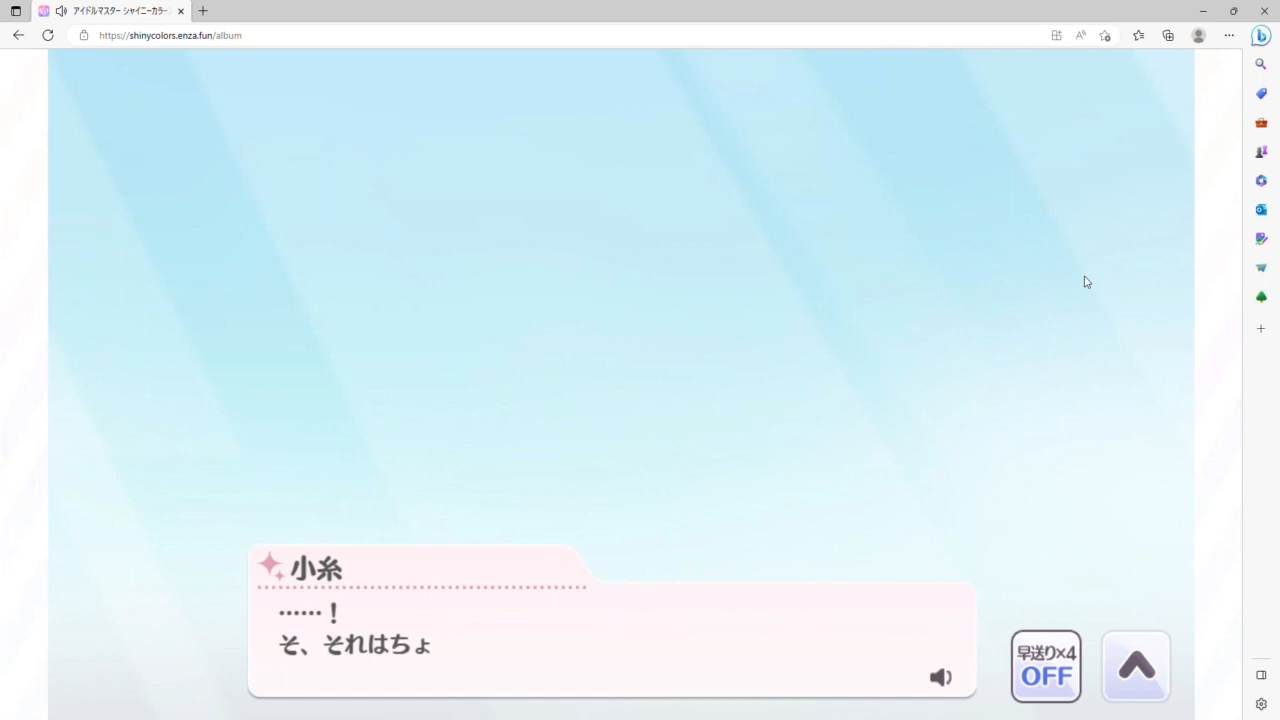 アイドルマスター シャイニーカラー
https://shinycolors.enza.fun/album
小糸
……！
そ、それはちょ
早送り×4
OFF